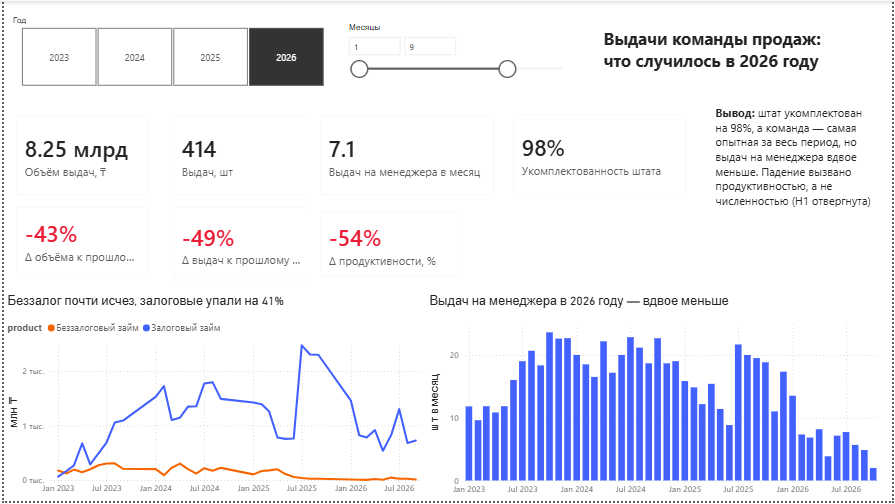 Год
2023 2024 2025 2026
Месяцы
1 9
Выдачи команды продаж:
что случилось в 2026 году
8.25 млрд
Объём выдач, ₸
414
Выдач, шт
7.1
Выдач на менеджера в месяц
98%
Укомплектованность штата
Вывод: штат укомплектован
на 98%, а команда — самая
опытная за весь период, но
выдач на менеджера вдвое
меньше. Падение вызвано
продуктивностью, а не
численностью (H1 отвергнута)
-43%
Δ объёма к прошло...
-49%
Δ выдач к прошлому ...
-54%
Δ продуктивности, %
Беззалог почти исчез, залоговые упали на 41%
product Беззалоговый займ Залоговый займ
млн ₸
2 тыс.
1 тыс.
0 тыс.
Jan 2023 Jul 2023 Jan 2024 Jul 2024 Jan 2025 Jul 2025 Jan 2026 Jul 2026
Выдач на менеджера в 2026 году — вдвое меньше
шт в месяц
20
10
0
Jan 2023 Jul 2023 Jan 2024 Jul 2024 Jan 2025 Jul 2025 Jan 2026 Jul 2026